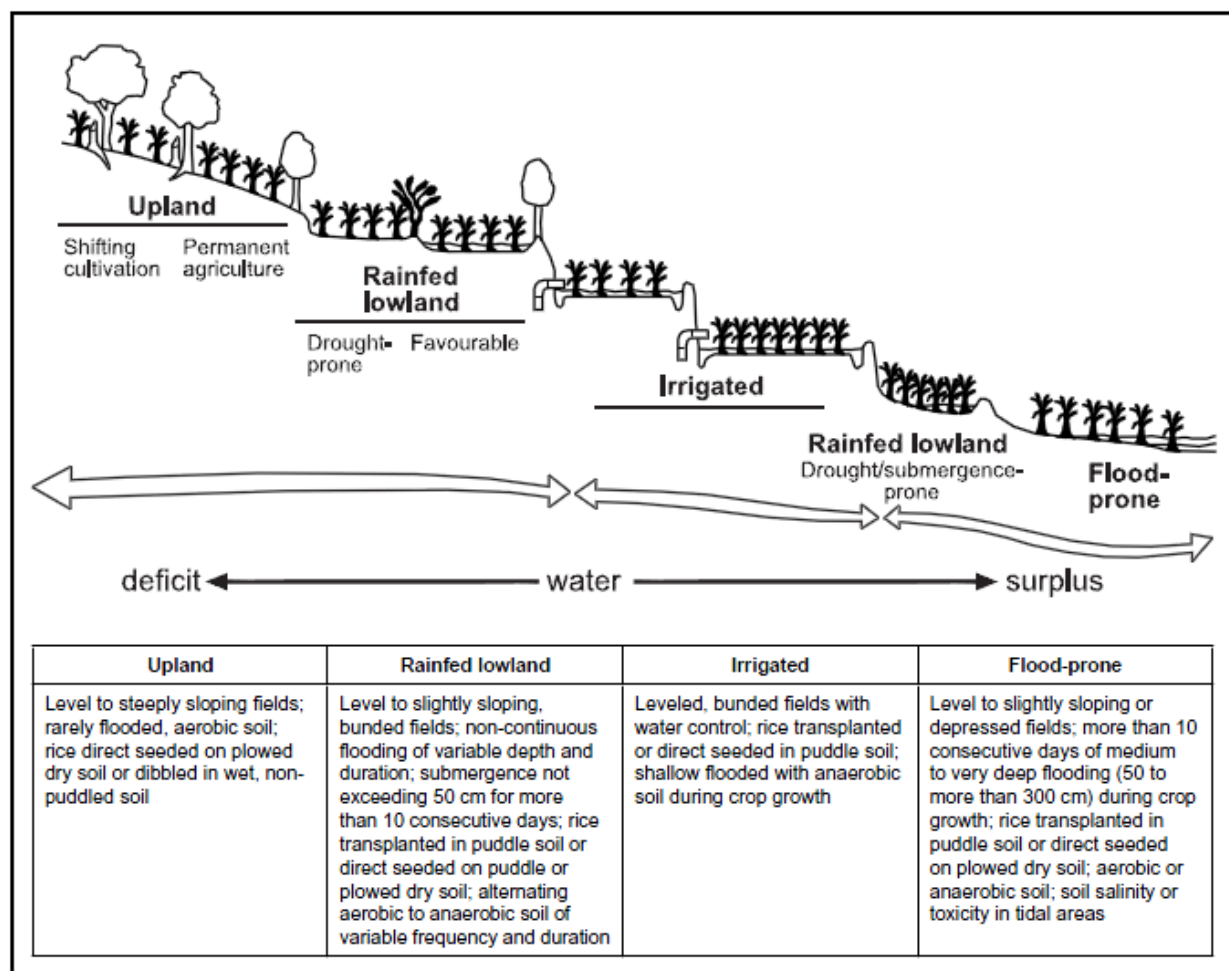 Upland
Shifting
cultivation
Permanent
agriculture
Rainfed
lowland
Drought-
prone
Favourable
Irrigated
Rainfed lowland
Drought/submergence-
prone
Flood-
prone
deficit
water
surplus
Upland
Level to steeply sloping fields;
rarely flooded, aerobic soil;
rice direct seeded on plowed
dry soil or dibbled in wet, non-
puddled soil
Rainfed lowland
Level to slightly sloping,
bunded fields; non-continuous
flooding of variable depth and
duration; submergence not
exceeding 50 cm for more
than 10 consecutive days; rice
transplanted in puddle soil or
direct seeded on puddle or
plowed dry soil; alternating
aerobic to anaerobic soil of
variable frequency and duration
Irrigated
Leveled, bunded fields with
water control; rice transplanted
or direct seeded in puddle soil;
shallow flooded with anaerobic
soil during crop growth
Flood-prone
Level to slightly sloping or
depressed fields; more than 10
consecutive days of medium
to very deep flooding (50 to
more than 300 cm) during crop
growth; rice transplanted in
puddle soil or direct seeded
on plowed dry soil; aerobic or
anaerobic soil; soil salinity or
toxicity in tidal areas